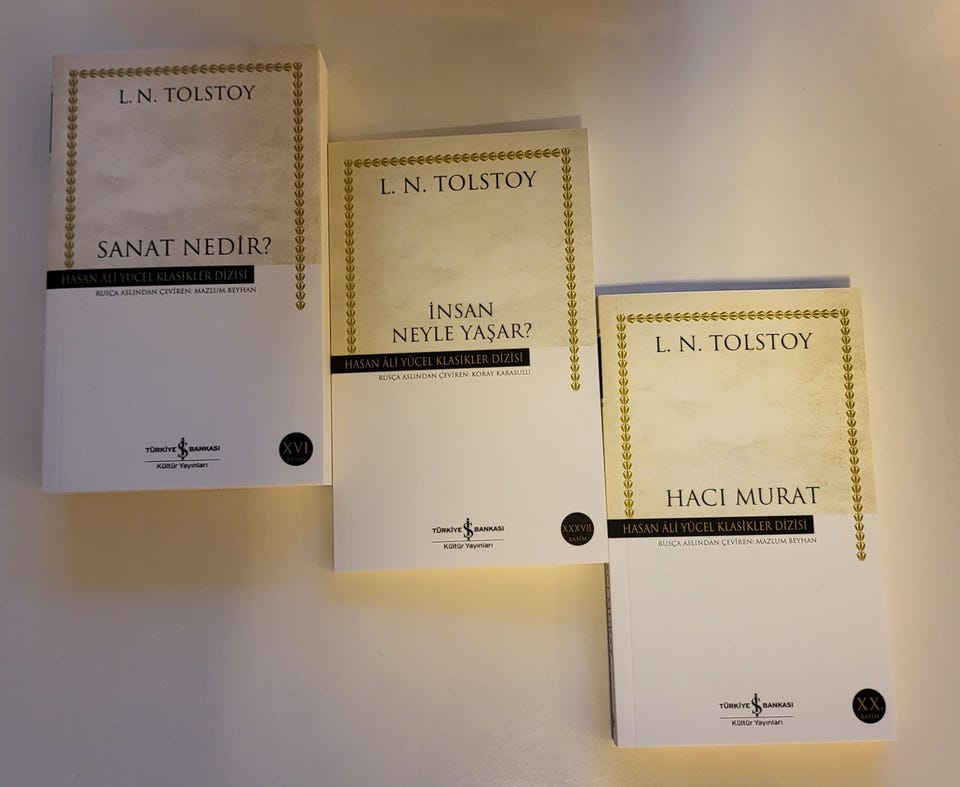 L. N. TOLSTOY
SANAT NEDİR?
HASAN ÂLİ YÜCEL KLASİKLER DİZİSİ
RUSÇA ASLINDAN ÇEVİREN: MAZLUM BEYHAN
TÜRKİYE İŞ BANKASI
Kültür Yayınları
XVI.
BASIM
L. N. TOLSTOY
İNSAN
NEYLE YAŞAR?
HASAN ÂLİ YÜCEL KLASİKLER DİZİSİ
RUSÇA ASLINDAN ÇEVİREN: KORAY KARASULU
TÜRKİYE İŞ BANKASI
Kültür Yayınları
XXXVII.
BASIM
L. N. TOLSTOY
HACI MURAT
HASAN ÂLİ YÜCEL KLASİKLER DİZİSİ
RUSÇA ASLINDAN ÇEVİREN: MAZLUM BEYHAN
TÜRKİYE İŞ BANKASI
Kültür Yayınları
XX.
BASIM